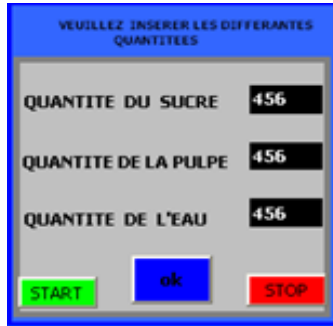 VEUILLEZ INSERER LES DIFFERANTES
QUANTITEES
QUANTITE DU SUCRE 456
QUANTITE DE LA PULPE 456
QUANTITE DE L'EAU 456
START ok STOP